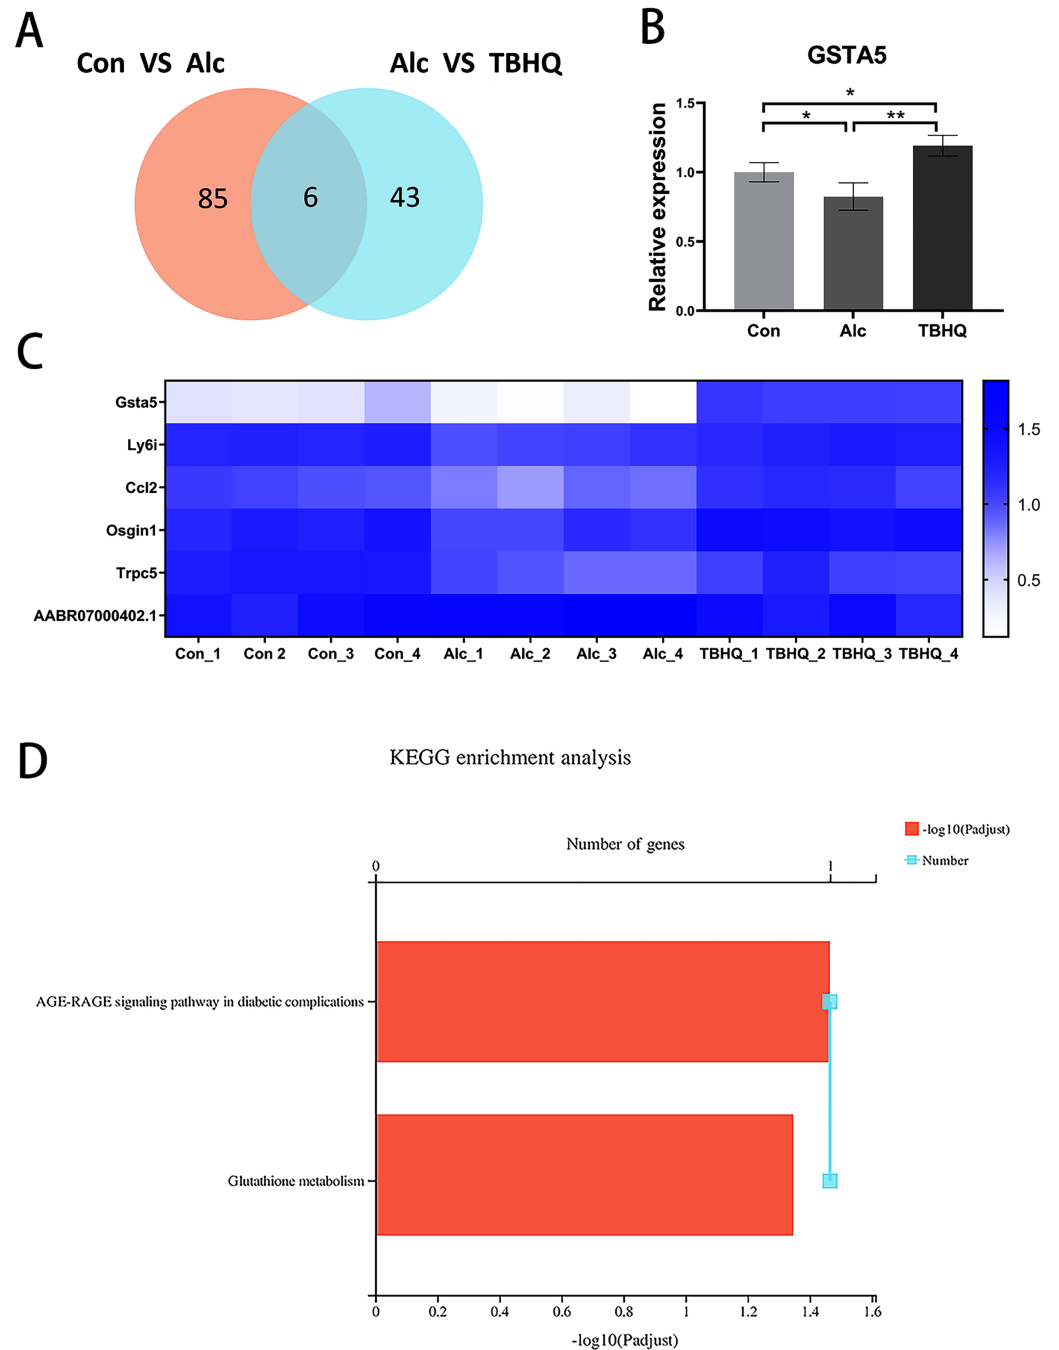 A
Con VS Alc
Alc VS TBHQ
85
6
43
B
GSTA5
Relative expression
1.5
1.0
0.5
0.0
*
*
**
Con
Alc
TBHQ
C
Gsta5
Ly6i
Ccl2
Osgin1
Trpc5
AABR07000402.1
Con_1
Con 2
Con_3
Con_4
Alc_1
Alc_2
Alc_3
Alc_4
TBHQ_1
TBHQ_2
TBHQ_3
TBHQ_4
1.5
1.0
0.5
D
KEGG enrichment analysis
-log10(Padjust)
Number
Number of genes
0
1
AGE-RAGE signaling pathway in diabetic complications
Glutathione metabolism
0
0.2
0.4
0.6
0.8
1
1.2
1.4
1.6
-log10(Padjust)